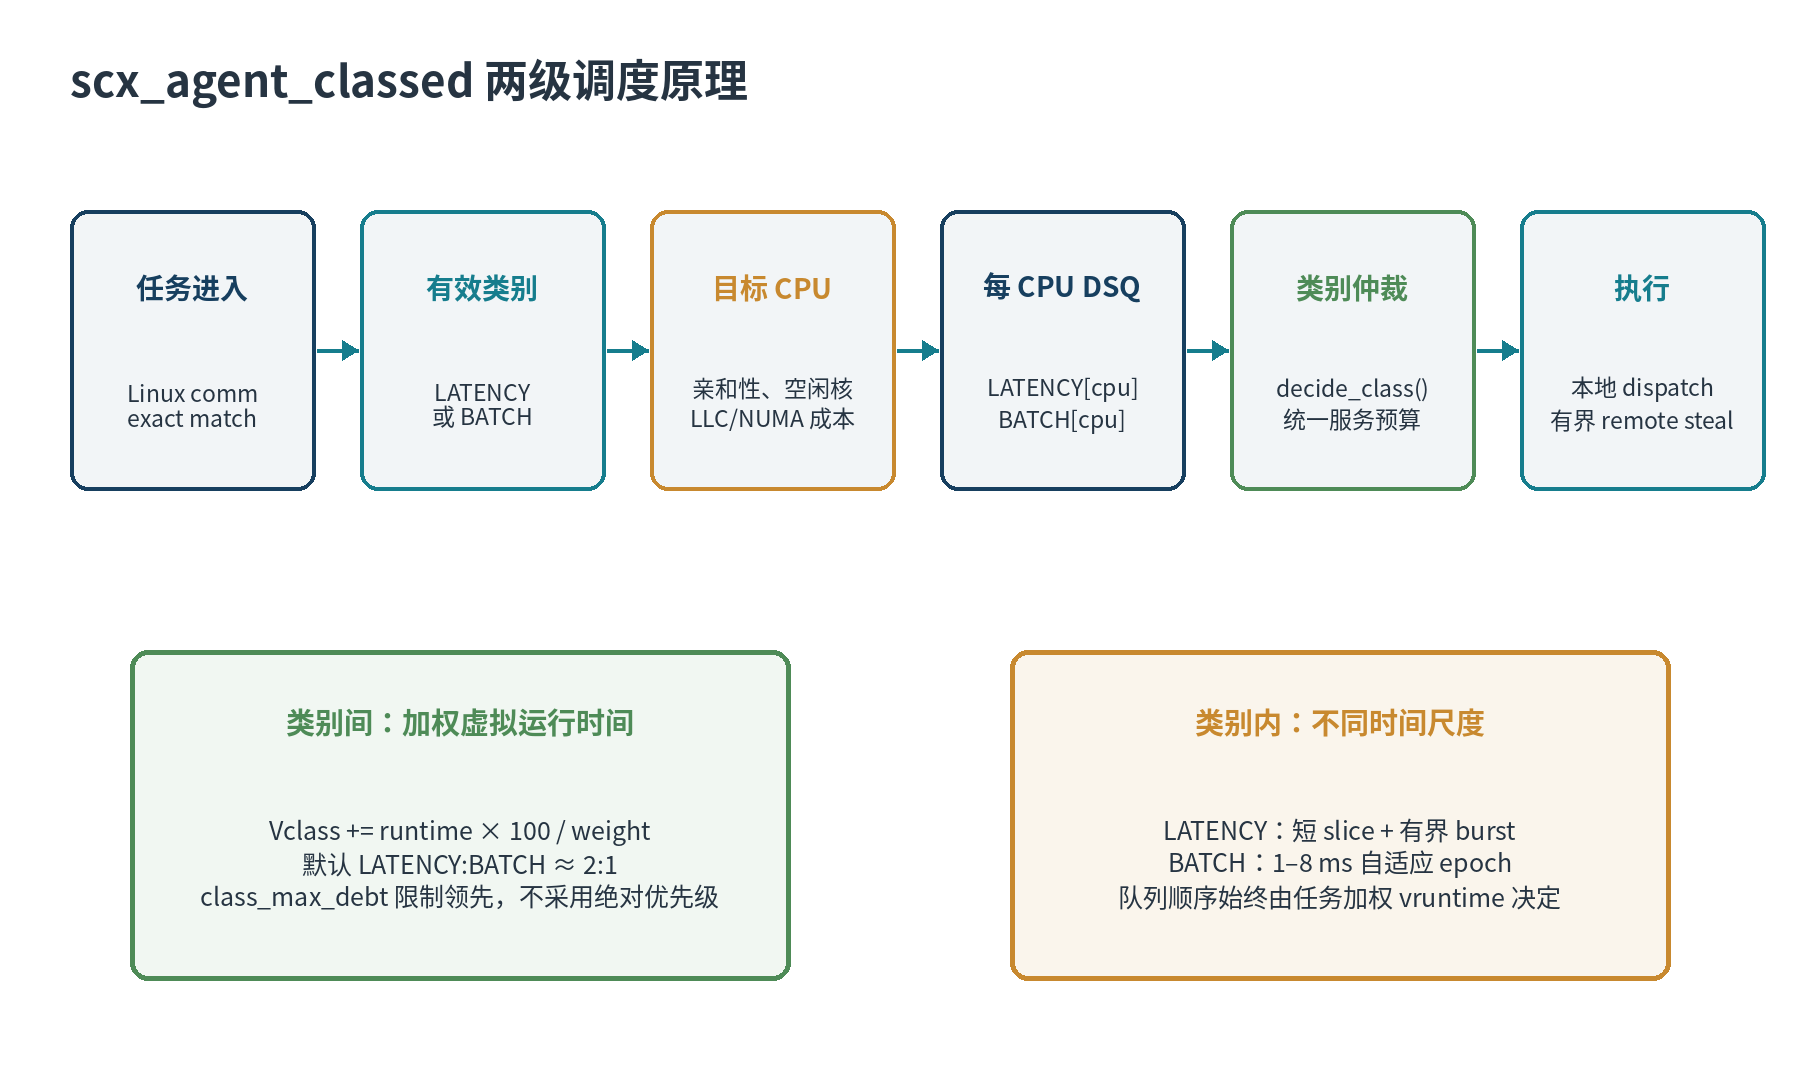 scx_agent_classed 两级调度原理
任务进入
Linux comm
exact match
有效类别
LATENCY
或 BATCH
目标 CPU
亲和性、空闲核
LLC/NUMA 成本
每 CPU DSQ
LATENCY[cpu]
BATCH[cpu]
类别仲裁
decide_class()
统一服务预算
执行
本地 dispatch
有界 remote steal
类别间：加权虚拟运行时间
Vclass += runtime × 100 / weight
默认 LATENCY:BATCH ≈ 2:1
class_max_debt 限制领先，不采用绝对优先级
类别内：不同时间尺度
LATENCY：短 slice + 有界 burst
BATCH：1–8 ms 自适应 epoch
队列顺序始终由任务加权 vruntime 决定